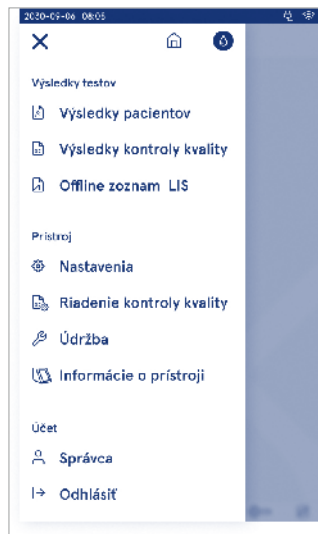 2030-09-06 08:05
Výsledky testov
Výsledky pacientov
Výsledky kontroly kvality
Offline zoznam LIS
Prístroj
Nastavenia
Riadenie kontroly kvality
Údržba
Informácie o prístroji
Účet
Správca
Odhlásiť